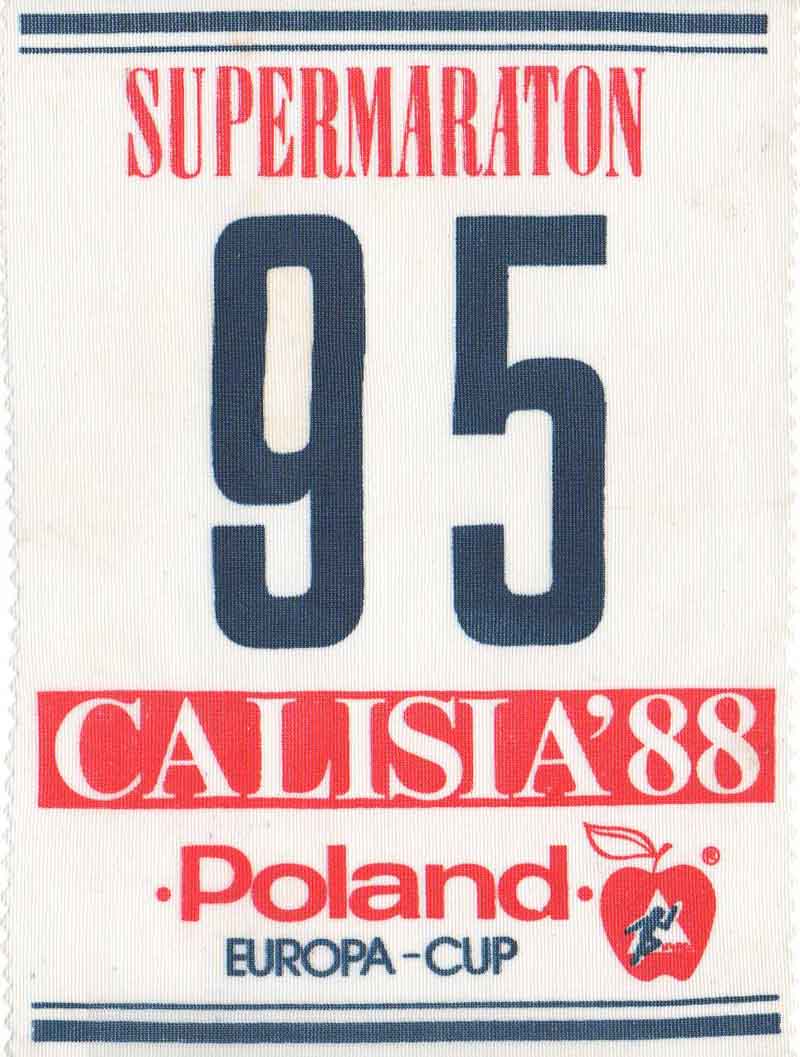 SUPERMARATON
95
CALISIA'88
·Poland·
®
EUROPA-CUP